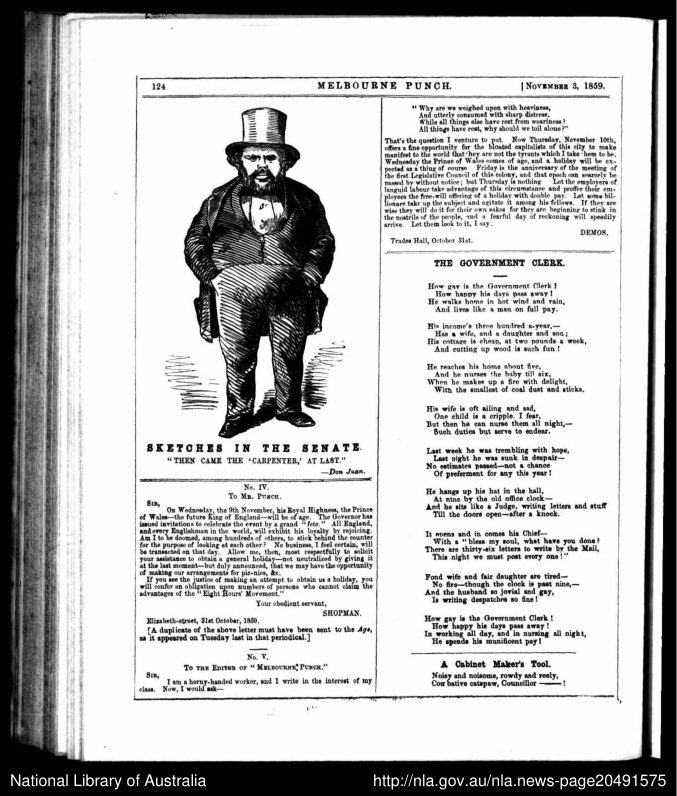 124
MELBOURNE PUNCH.
[NOVEMBER 3, 1859.
SKETCHES IN THE SENATE.
"THEN CAME THE 'CARPENTER,' AT LAST."
—Don Juan.
No. IV.
TO MR. PUNCH.
SIR,
On Wednesday, the 9th November, his Royal Highness, the Prince
of Wales—the future King of England—will be of age. The Governor has
issued invitations to celebrate the event by a grand "fete." All England,
and every Englishman in the world, will exhibit his loyalty by rejoicing.
Am I to be doomed, among hundreds of others, to stick behind the counter
for the purpose of looking at each other? No business, I feel certain, will
be transacted on that day. Allow me, then, most respectfully to solicit
your assistance to obtain a general holiday—not neutralized by giving it
at the last moment—but duly announced, that we may have the opportunity
of making our arrangements for pic-nics, &c.
If you see the justice of making an attempt to obtain us a holiday, you
will confer an obligation upon numbers of persons who cannot claim the
advantages of the "Eight Hours' Movement."
Your obedient servant,
SHOPMAN.
Elizabeth-street, 31st October, 1859.
[A duplicate of the above letter must have been sent to the Age,
as it appeared on Tuesday last in that periodical.]
No. V.
TO THE EDITOR OF "MELBOURNE PUNCH."
SIR,
I am a horny-handed worker, and I write in the interest of my
class. Now, I would ask—
"Why are we weighed upon with heaviness,
And utterly consumed with sharp distress,
While all things else have rest from weariness?
All things have rest, why should we toil alone?"
That's the question I venture to put. Now Thursday, November 10th,
offers a fine opportunity for the bloated capitalists of this city to make
manifest to the world that they are not the tyrants which I take them to be.
Wednesday the Prince of Wales comes of age, and a holiday will be ex-
pected as a thing of course Friday is the anniversary of the meeting of
the first Legislative Council of this colony, and that epoch can scarcely be
passed by without notice; but Thursday is nothing Let the employers of
languid labour take advantage of this circumstance and proffer their em-
ployees the free-will offering of a holiday with double pay. Let some bil-
lionare take up the subject and agitate it among his fellows. If they are
wise they will do it for their own sakes for they are beginning to stink in
the nostrils of the people, and a fearful day of reckoning will speedily
arrive. Let them look to it, I say.
DEMOS.
Trades Hall, October 31st.
THE GOVERNMENT CLERK.
How gay is the Government Clerk!
How happy his days pass away!
He walks home in hot wind and rain,
And lives like a man on full pay.
His income's three hundred a-year,—
Has a wife, and a daughter and son;
His cottage is cheap, at two pounds a week,
And cutting up wood is such fun!
He reaches his home about five,
And he nurses the baby till six,
When he makes up a fire with delight,
With the smallest of coal dust and sticks.
His wife is oft ailing and sad,
One child is a cripple, I fear,
But then he can nurse them all night,—
Such duties but serve to endear.
Last week he was trembling with hope,
Last night he was sunk in despair—
No estimates passed—not a chance
Of preferment for any this year!
He hangs up his hat in the hall,
At nine by the old office clock—
And he sits like a Judge, writing letters and stuff
Till the doors open—after a knock.
It opens and in comes his Chief—
With a "bless my soul, what have you done?
There are thirty-six letters to write by the Mail,
This night we must post every one!"
Fond wife and fair daughter are tired—
No fire—though the clock is past nine,—
And the husband so jovial and gay,
Is writing despatches so fine!
How gay is the Government Clerk!
How happy his days pass away!
In working all day, and in nursing all night,
He spends his munificent pay!
A Cabinet Maker's Tool.
Noisy and noisome, rowdy and reely,
Combative catspaw, Councillor ———!
National Library of Australia
http://nla.gov.au/nla.news-page20491575